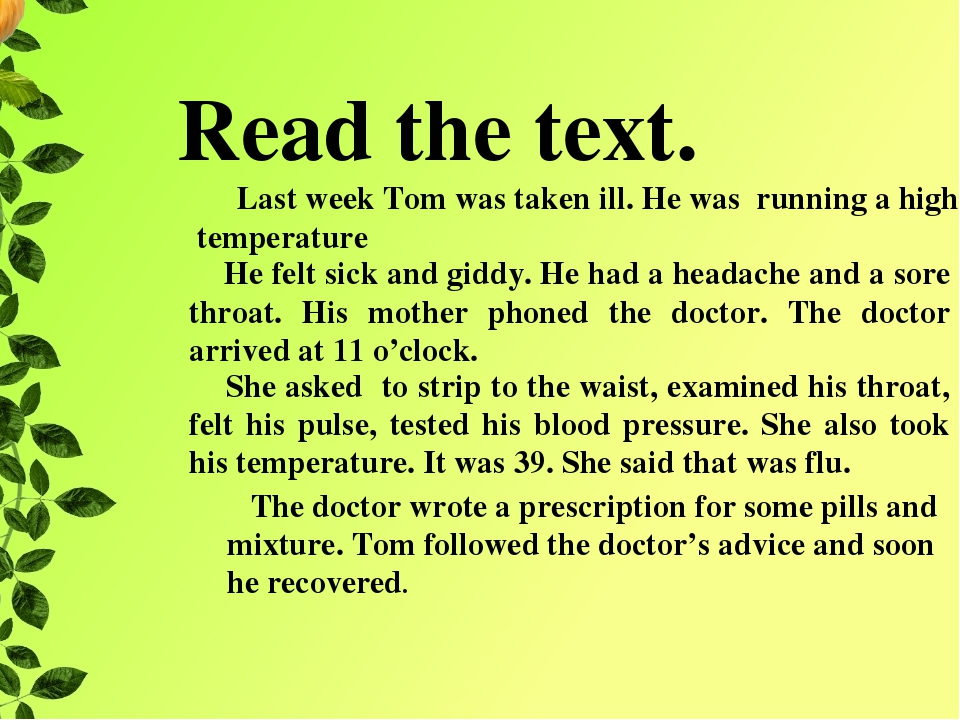 Read the text.
Last week Tom was taken ill. He was running a high
temperature
He felt sick and giddy. He had a headache and a sore
throat. His mother phoned the doctor. The doctor
arrived at 11 o’clock.
She asked to strip to the waist, examined his throat,
felt his pulse, tested his blood pressure. She also took
his temperature. It was 39. She said that was flu.
The doctor wrote a prescription for some pills and
mixture. Tom followed the doctor’s advice and soon
he recovered.